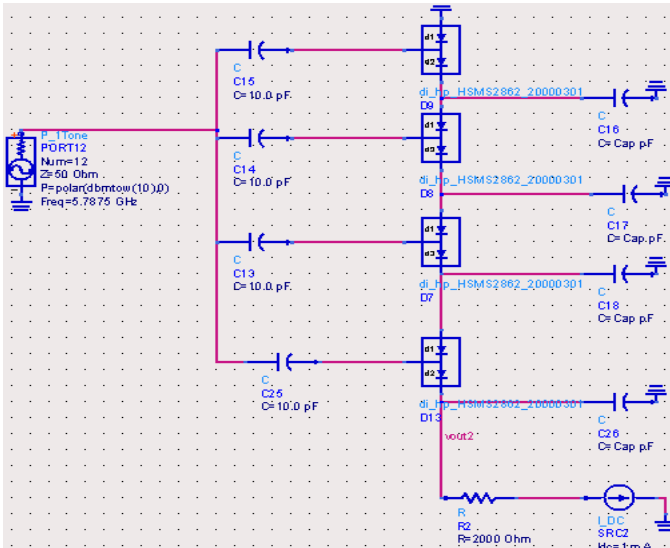 d1
d2
C
C15
C=10.0 pF
di_hp_HSMS2862_20000301
D9
C
C16
C=Cap pF
P_1Tone
PORT12
Num=12
Z=50 Ohm
P=polar(dbmtow(10),0)
Freq=5.7875 GHz
d1
d2
C
C14
C=10.0 pF
di_hp_HSMS2862_20000301
D8
C
C17
C=Cap pF
d1
d2
C
C13
C=10.0 pF
di_hp_HSMS2862_20000301
D7
C
C18
C=Cap pF
d1
d2
C
C25
C=10.0 pF
di_hp_HSMS2862_20000301
D13
C
C26
C=Cap pF
vout2
R
R2
R=2000 Ohm
I_DC
SRC2
Idc=1 mA